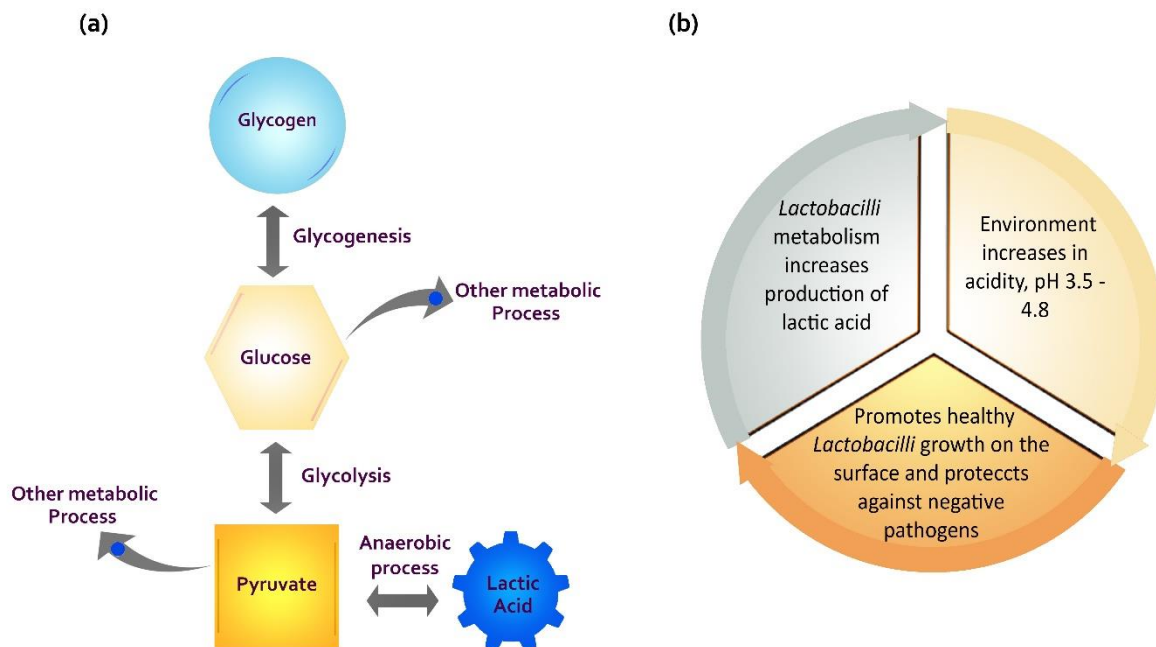 (a)
Glycogen
Glycogenesis
Other metabolic
Process
Glucose
Glycolysis
Other metabolic
Process
Pyruvate
Anaerobic
process
Lactic
Acid
(b)
Lactobacilli
metabolism
increases
production of
lactic acid
Environment
increases in
acidity, pH 3.5 -
4.8
Promotes healthy
Lactobacilli growth on the
surface and proteccts
against negative
pathogens